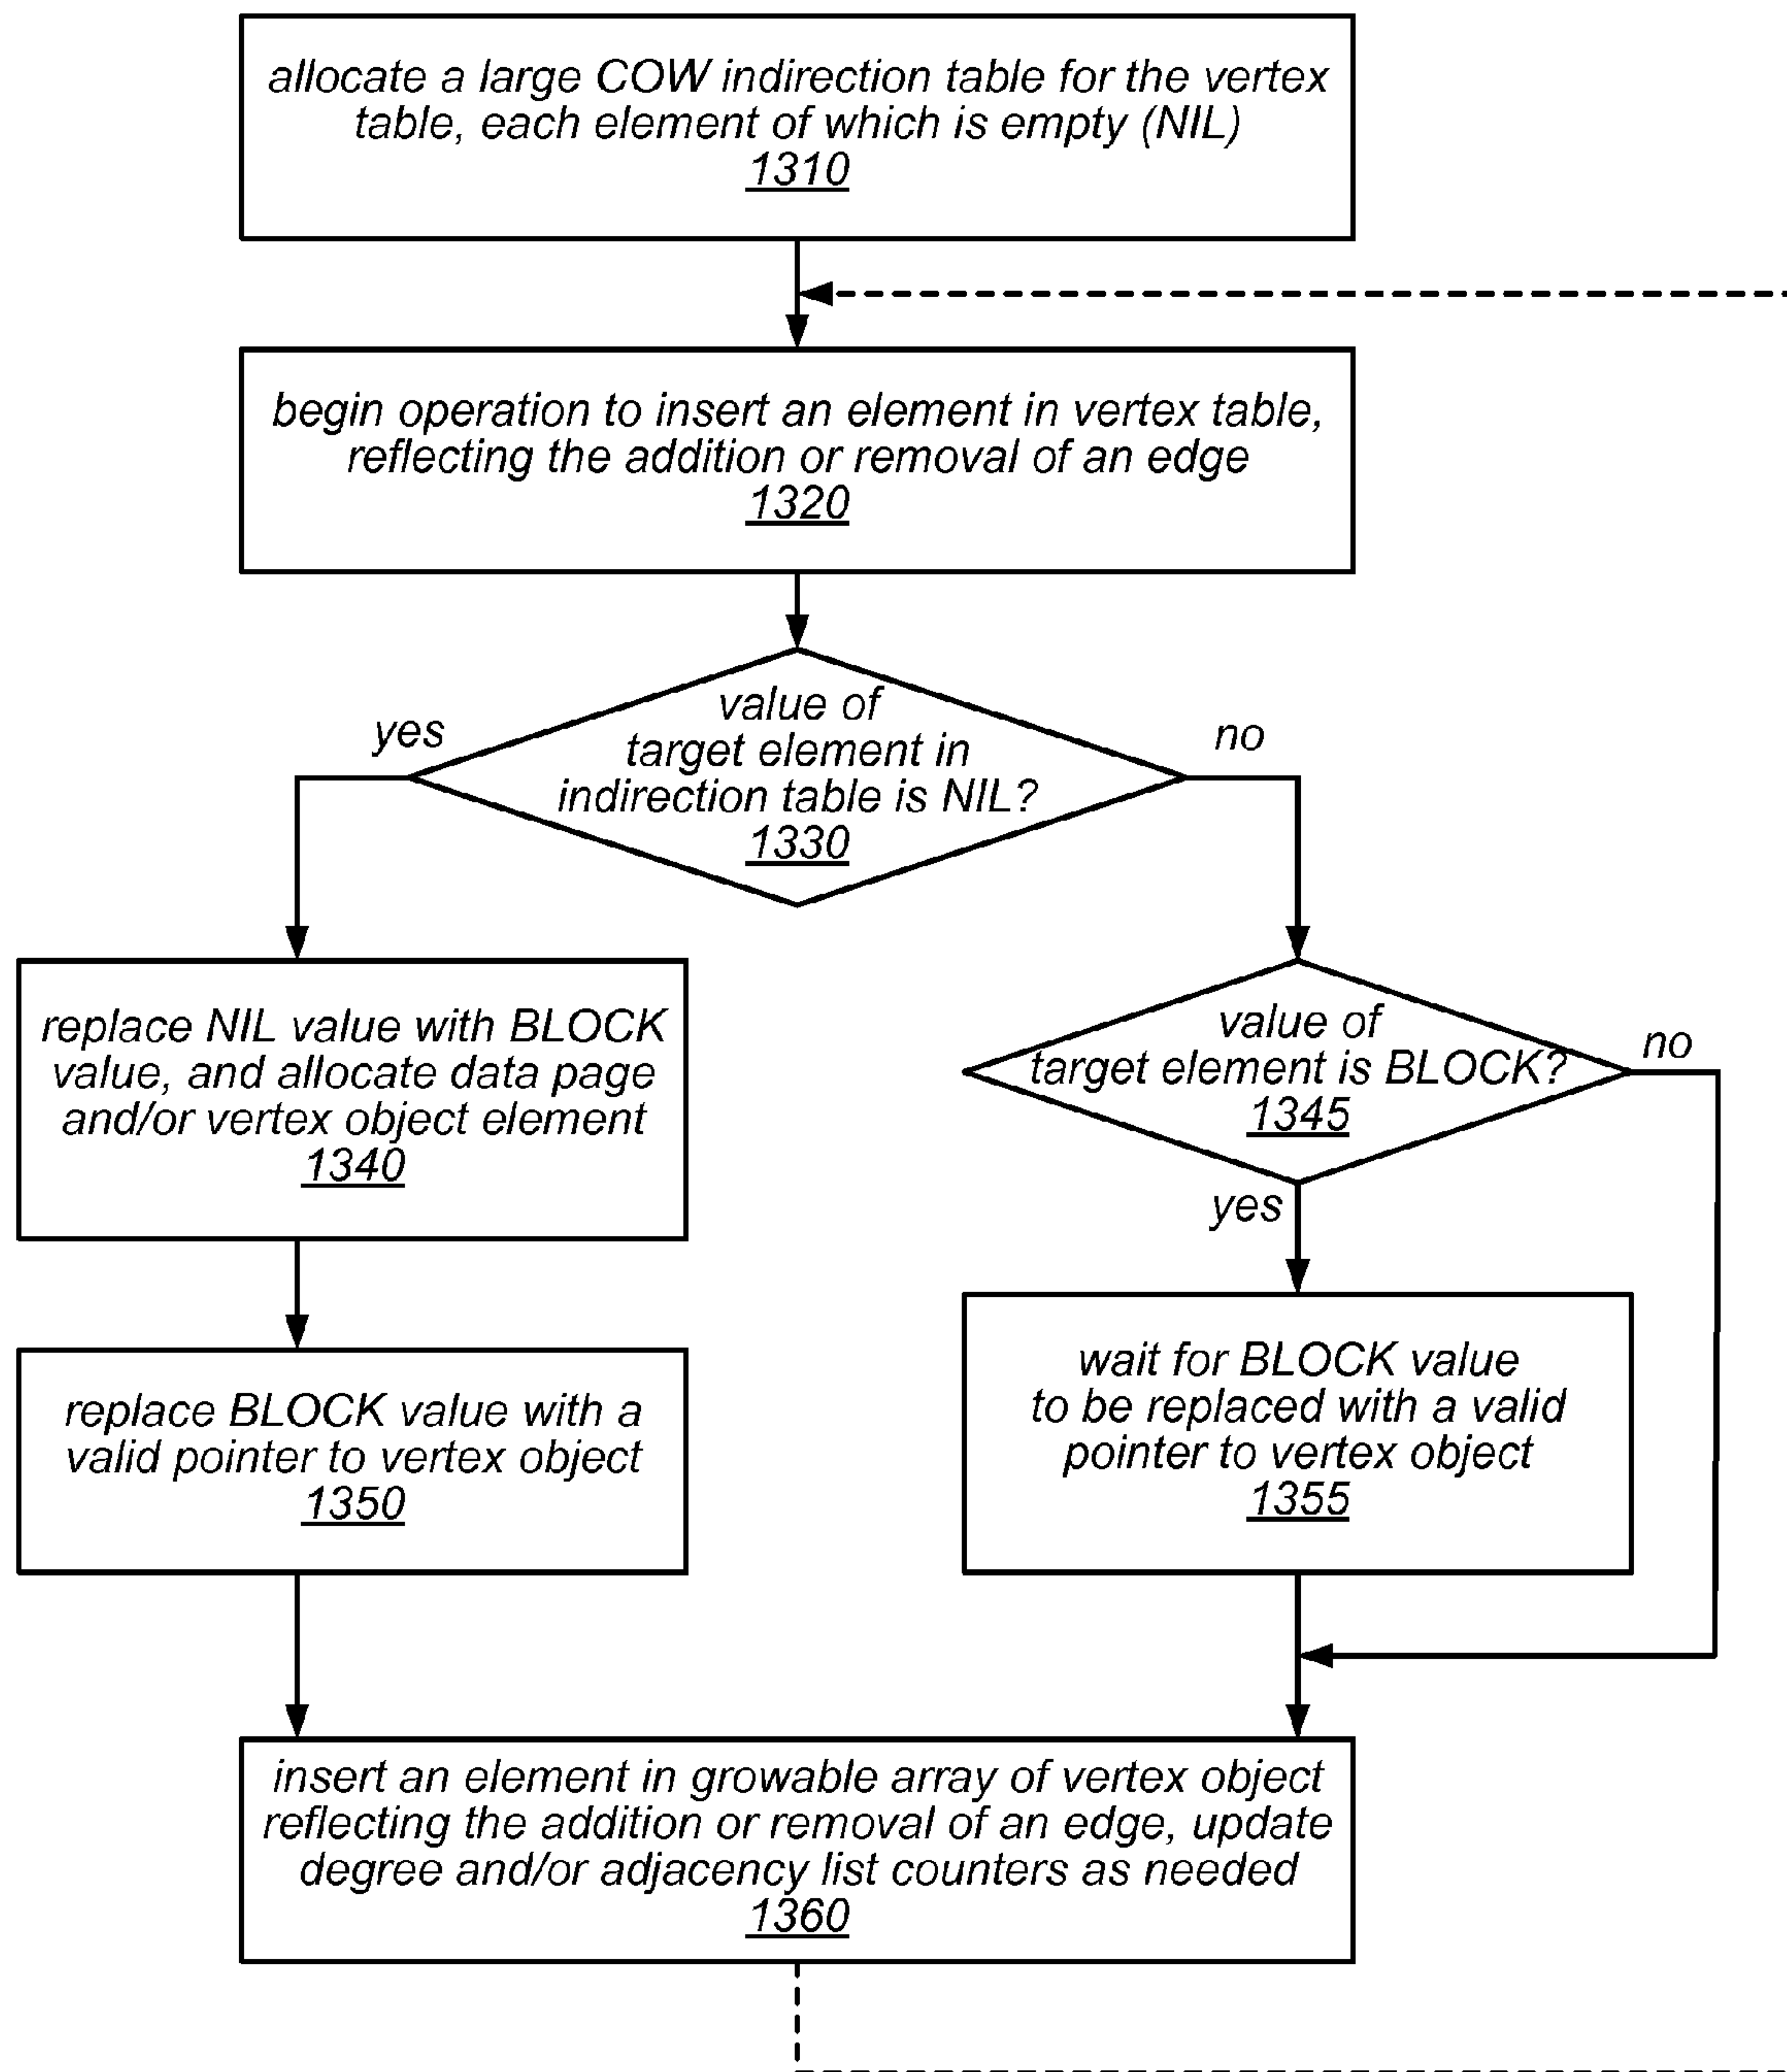 allocate a large COW indirection table for the vertex
table, each element of which is empty (NIL)
1310
begin operation to insert an element in vertex table,
reflecting the addition or removal of an edge
1320
value of
target element in
indirection table is NIL?
1330
yes
no
replace NIL value with BLOCK
value, and allocate data page
and/or vertex object element
1340
value of
target element is BLOCK?
1345
no
yes
replace BLOCK value with a
valid pointer to vertex object
1350
wait for BLOCK value
to be replaced with a valid
pointer to vertex object
1355
insert an element in growable array of vertex object
reflecting the addition or removal of an edge, update
degree and/or adjacency list counters as needed
1360